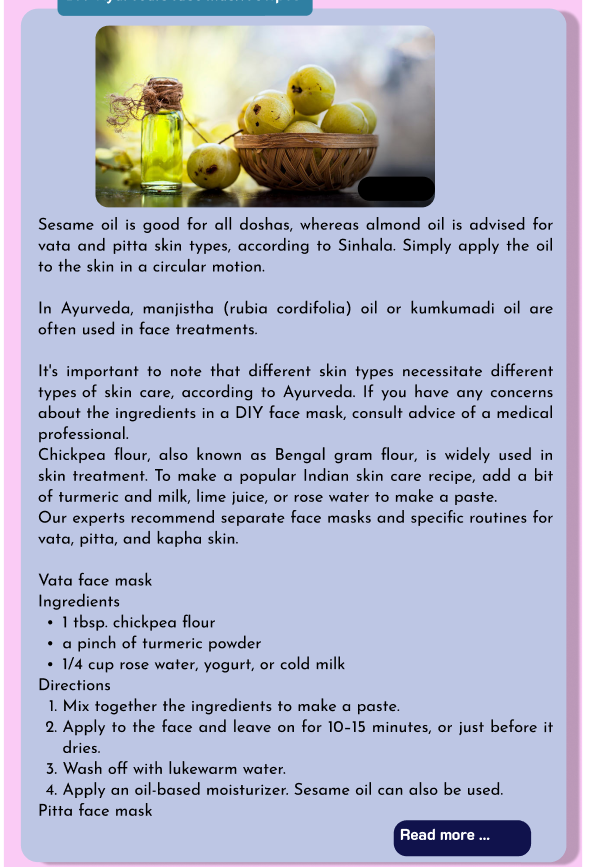 Sesame oil is good for all doshas, whereas almond oil is advised for
vata and pitta skin types, according to Sinhala. Simply apply the oil
to the skin in a circular motion.
In Ayurveda, manjistha (rubia cordifolia) oil or kumkumadi oil are
often used in face treatments.
It's important to note that different skin types necessitate different
types of skin care, according to Ayurveda. If you have any concerns
about the ingredients in a DIY face mask, consult advice of a medical
professional.
Chickpea flour, also known as Bengal gram flour, is widely used in
skin treatment. To make a popular Indian skin care recipe, add a bit
of turmeric and milk, lime juice, or rose water to make a paste.
Our experts recommend separate face masks and specific routines for
vata, pitta, and kapha skin.
Vata face mask
Ingredients
• 1 tbsp. chickpea flour
• a pinch of turmeric powder
• 1/4 cup rose water, yogurt, or cold milk
Directions
1. Mix together the ingredients to make a paste.
2. Apply to the face and leave on for 10–15 minutes, or just before it
dries.
3. Wash off with lukewarm water.
4. Apply an oil-based moisturizer. Sesame oil can also be used.
Pitta face mask
Read more ...